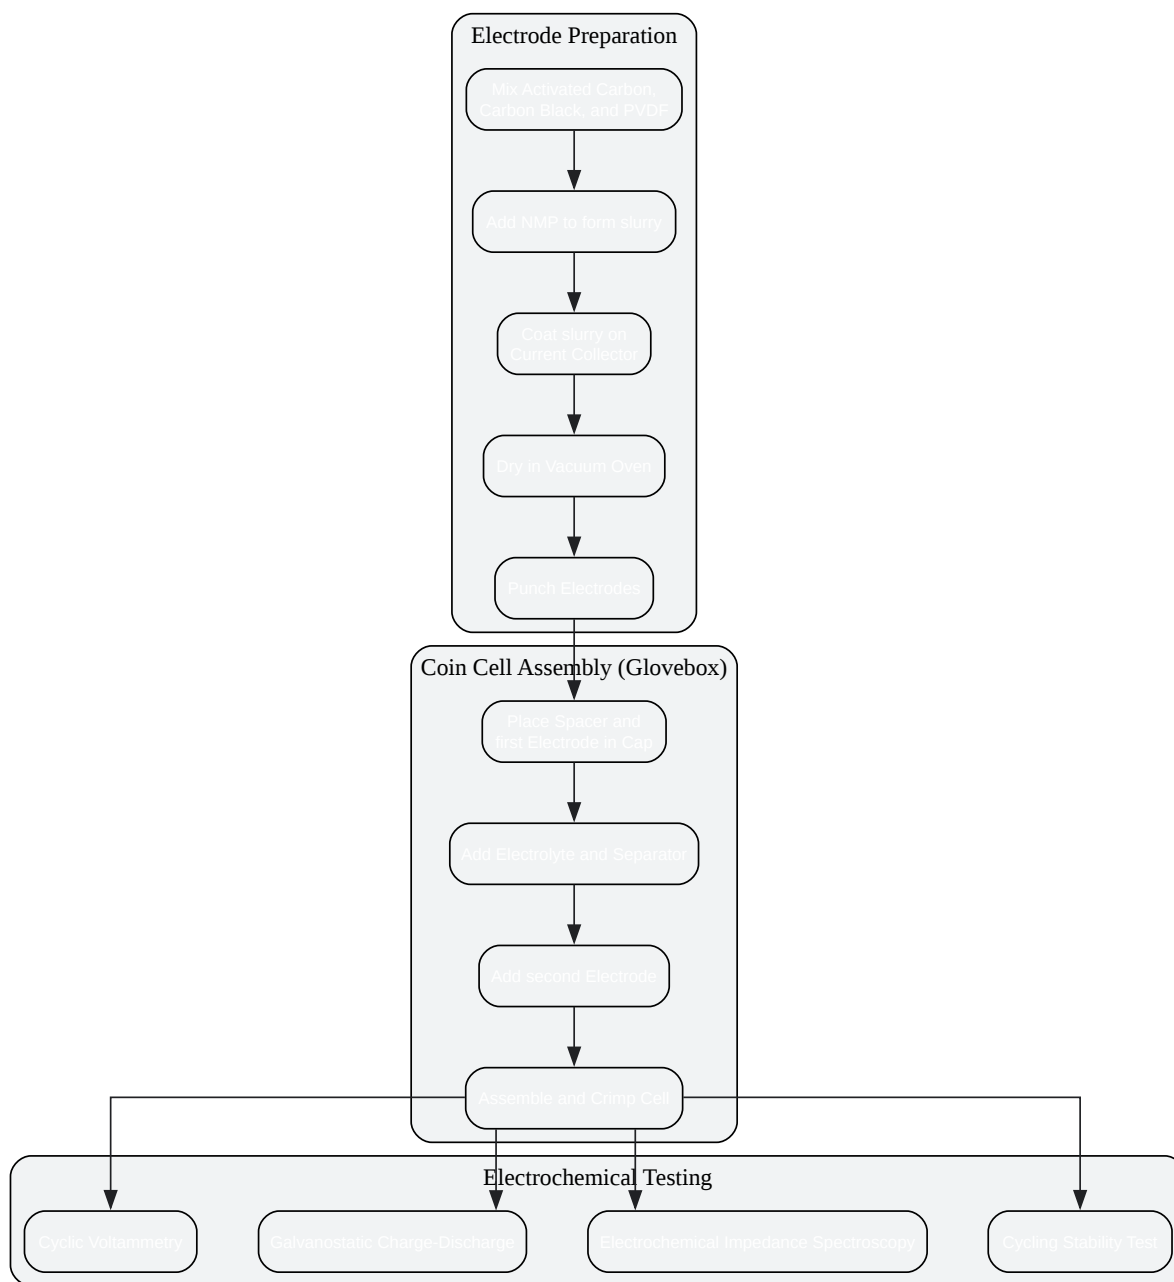 Electrode Preparation
Mix Activated Carbon,
Carbon Black, and PVDF
Add NMP to form slurry
Coat slurry on
Current Collector
Dry in Vacuum Oven
Punch Electrodes
Coin Cell Assembly (Glovebox)
Place Spacer and
first Electrode in Cap
Add Electrolyte and Separator
Add second Electrode
Assemble and Crimp Cell
Electrochemical Testing
Cyclic Voltammetry
Galvanostatic Charge-Discharge
Electrochemical Impedance Spectroscopy
Cycling Stability Test